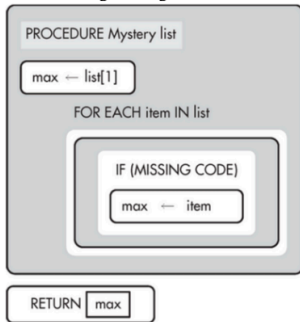 PROCEDURE Mystery list
max ← list[1]
FOR EACH item IN list
IF (MISSING CODE)
max ← item
RETURN max